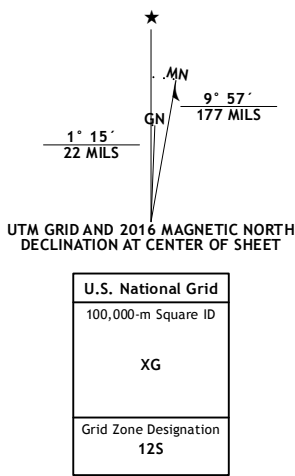 ★
MN
GN
9° 57´
177 MILS
1° 15´
22 MILS
UTM GRID AND 2016 MAGNETIC NORTH
DECLINATION AT CENTER OF SHEET
U.S. National Grid
100,000-m Square ID
XG
Grid Zone Designation
12S